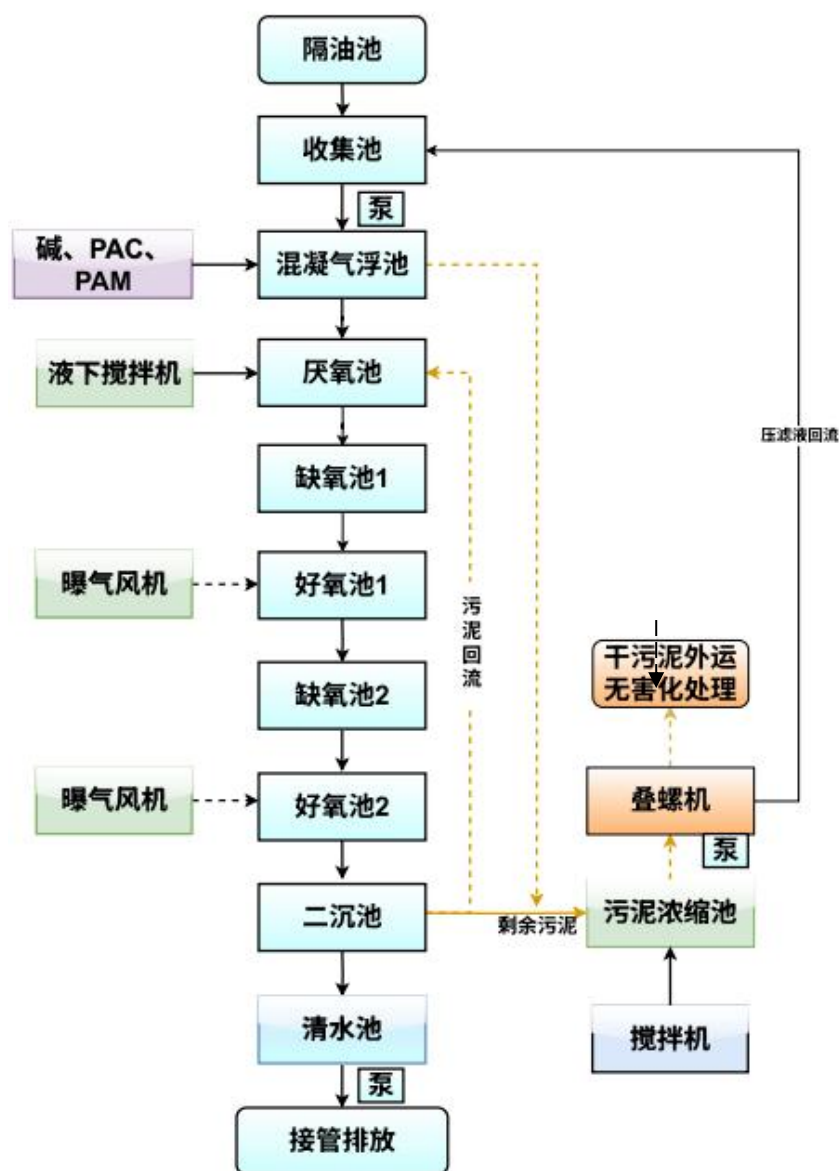 隔油池
收集池
泵
碱、PAC、
PAM
混凝气浮池
液下搅拌机
厌氧池
压滤液回流
缺氧池1
曝气风机
好氧池1
污
泥
回
流
干污泥外运
无害化处理
缺氧池2
曝气风机
好氧池2
叠螺机
泵
二沉池
剩余污泥
污泥浓缩池
清水池
搅拌机
泵
接管排放